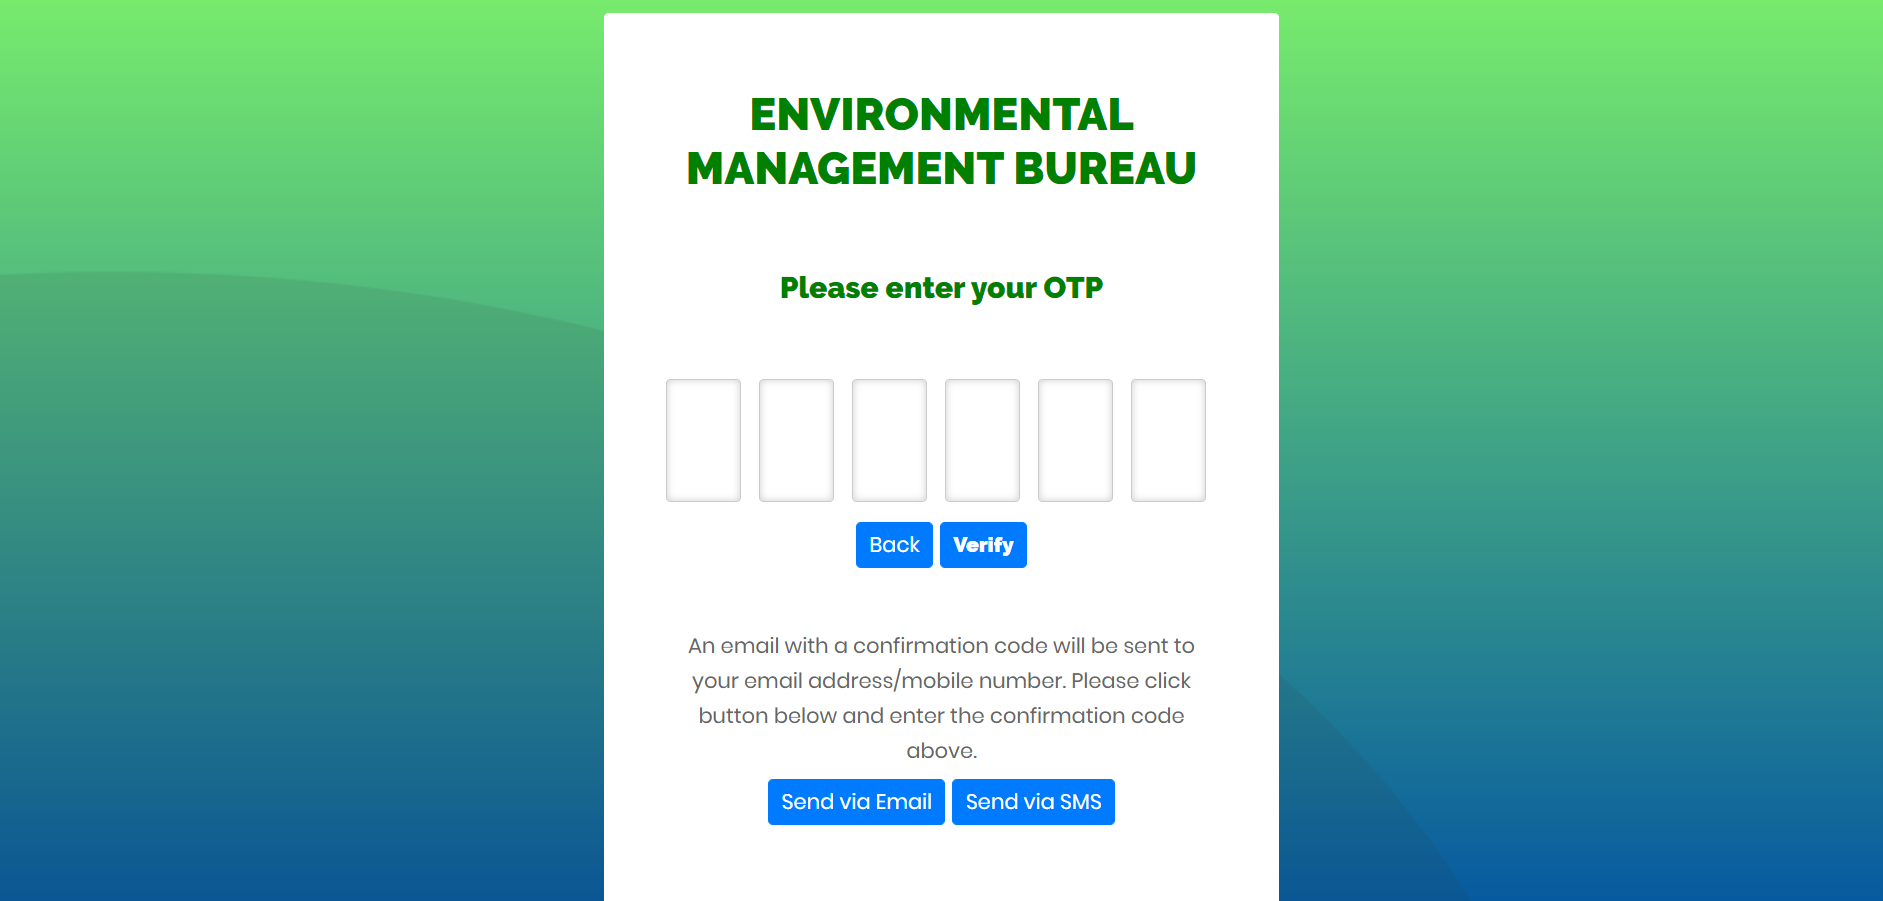 ENVIRONMENTAL
MANAGEMENT BUREAU
Please enter your OTP
Back Verify
An email with a confirmation code will be sent to
your email address/mobile number. Please click
button below and enter the confirmation code
above.
Send via Email Send via SMS